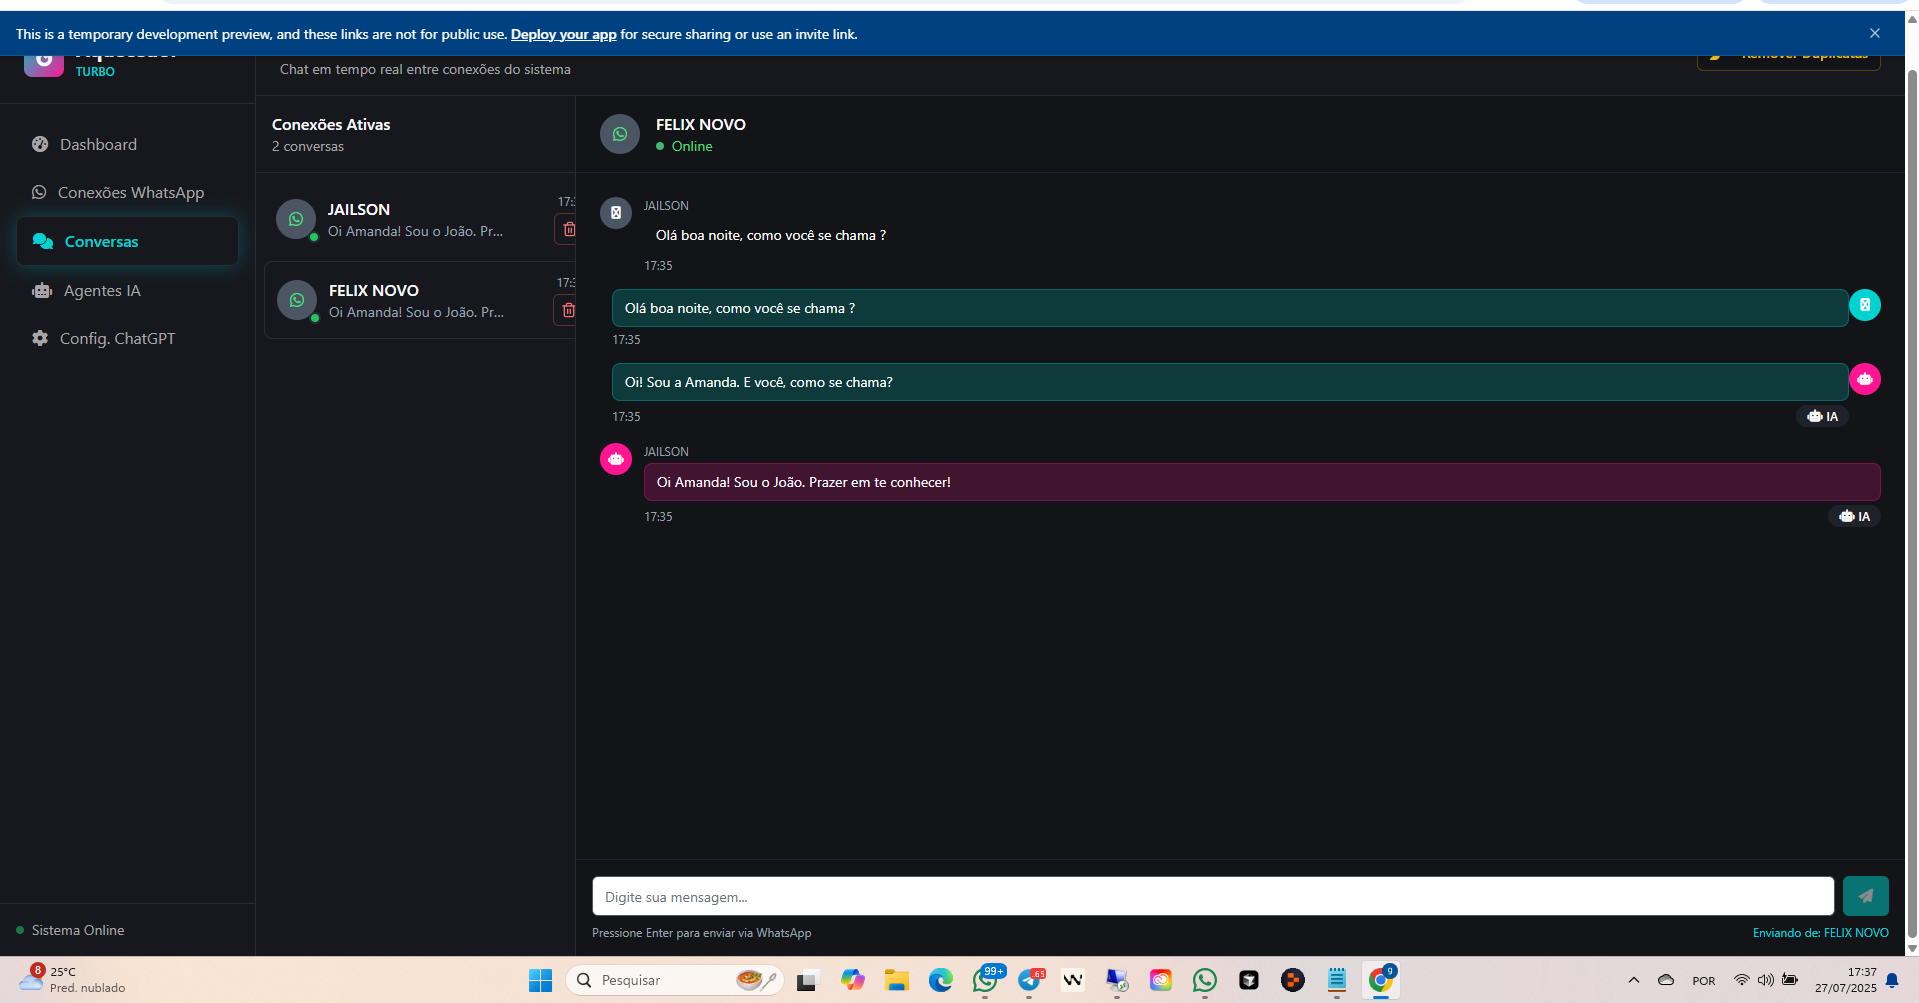 This is a temporary development preview, and these links are not for public use. Deploy your app for secure sharing or use an invite link.
TURBO
Chat em tempo real entre conexões do sistema
Remover Duplicatas
Dashboard
Conexões WhatsApp
Conversas
Agentes IA
Config. ChatGPT
Sistema Online
Conexões Ativas
2 conversas
JAILSON
17:3
Oi Amanda! Sou o João. Pr...
FELIX NOVO
17:3
Oi Amanda! Sou o João. Pr...
FELIX NOVO
Online
JAILSON
Olá boa noite, como você se chama ?
17:35
Olá boa noite, como você se chama ?
17:35
Oi! Sou a Amanda. E você, como se chama?
17:35
IA
JAILSON
Oi Amanda! Sou o João. Prazer em te conhecer!
17:35
IA
Digite sua mensagem...
Pressione Enter para enviar via WhatsApp
Enviando de: FELIX NOVO
8
25°C
Pred. nublado
Pesquisar
99+
65
9
POR
17:37
27/07/2025